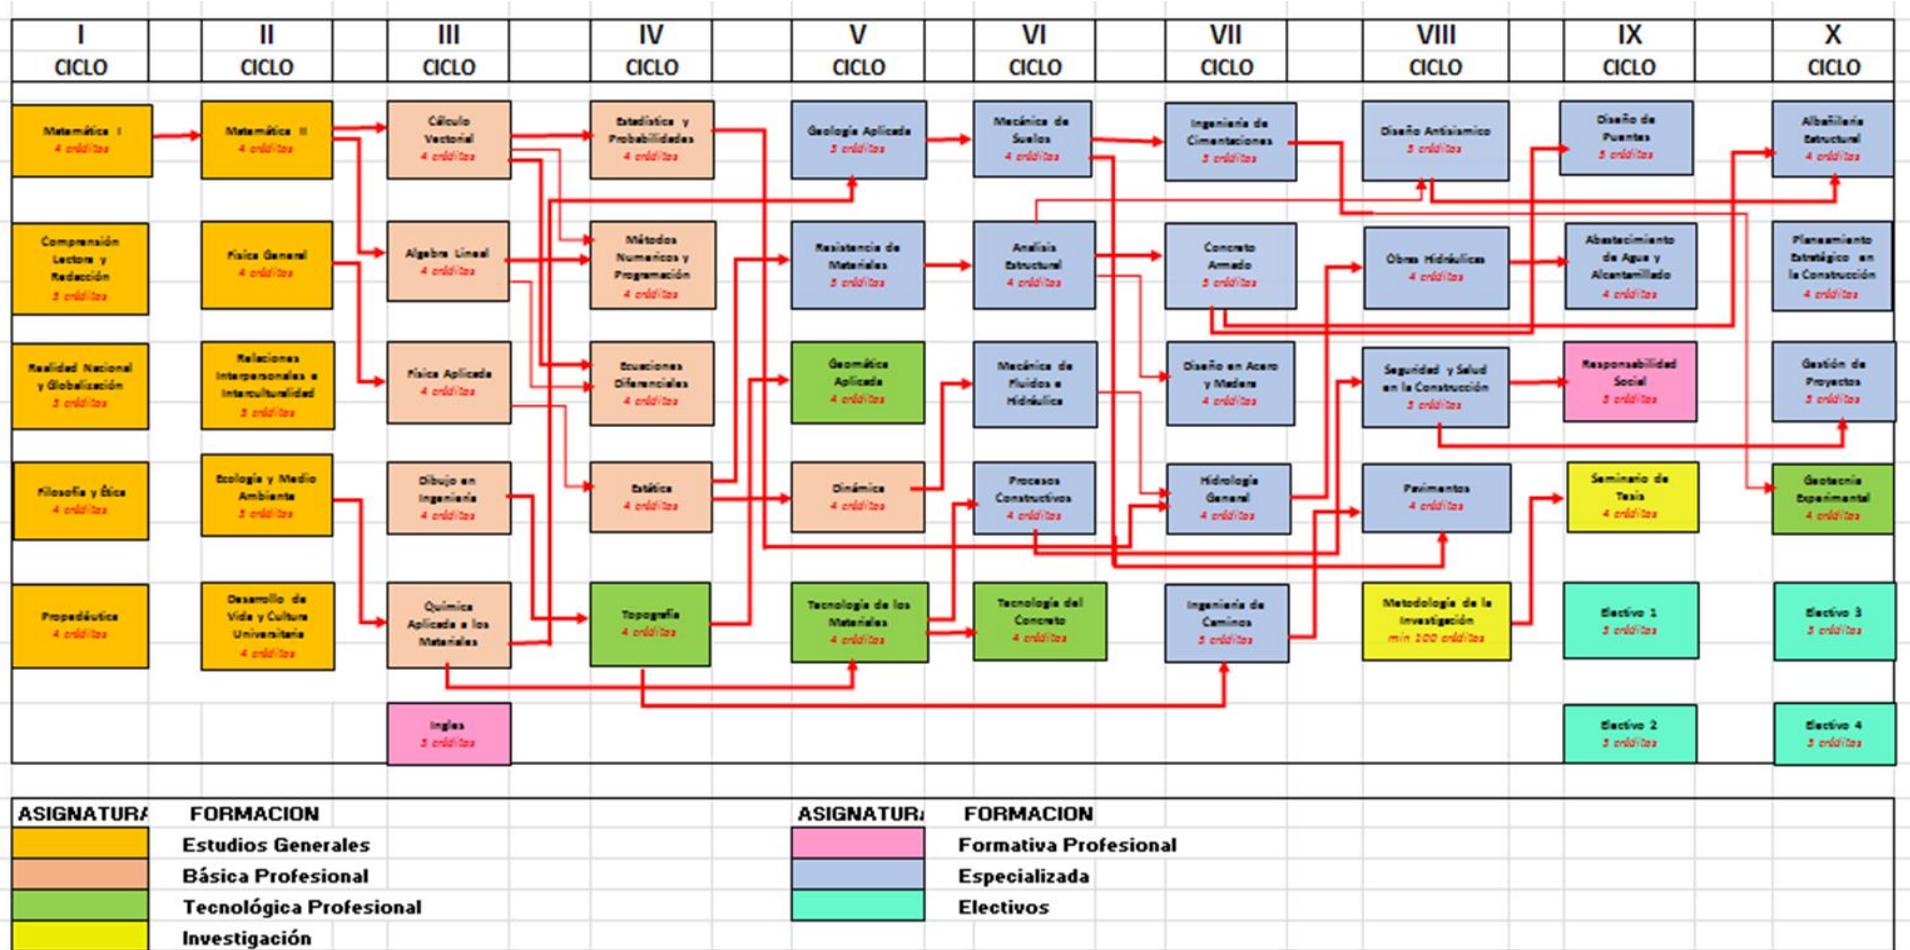 I
II
III
IV
V
VI
VII
VIII
IX
X
CICLO
CICLO
CICLO
CICLO
CICLO
CICLO
CICLO
CICLO
CICLO
CICLO
Matemática I
4 créditos
Comprensión
Lectora y
Redacción
3 créditos
Realidad Nacional
y Globalización
3 créditos
Filosofía y Ética
4 créditos
Propedéutica
4 créditos
Matemática II
4 créditos
Física General
4 créditos
Relaciones
Interpersonales e
Interculturalidad
3 créditos
Ecología y Medio
Ambiente
3 créditos
Desarrollo de
Vida y Cultura
Universitaria
4 créditos
Cálculo
Vectorial
4 créditos
Algebra Lineal
4 créditos
Física Aplicada
4 créditos
Dibujo en
Ingeniería
4 créditos
Química
Aplicada a los
Materiales
Ingles
3 créditos
Estadística y
Probabilidades
4 créditos
Métodos
Numericos y
Programación
4 créditos
Ecuaciones
Diferenciales
4 créditos
Estática
4 créditos
Topografía
4 créditos
Geología Aplicada
3 créditos
Resistencia de
Materiales
3 créditos
Geomática
Aplicada
4 créditos
Dinámica
4 créditos
Tecnología de los
Materiales
4 créditos
Mecánica de
Suelos
4 créditos
Analisis
Estructural
4 créditos
Mecánica de
Fluidos e
Hidráulica
Procesos
Constructivos
4 créditos
Tecnología del
Concreto
4 créditos
Ingeniería de
Cimentaciones
3 créditos
Concreto
Armado
3 créditos
Diseño en Acero
y Madera
4 créditos
Hidrología
General
4 créditos
Ingeniería de
Caminos
3 créditos
Diseño Antisismico
3 créditos
Obras Hidráulicas
4 créditos
Seguridad y Salud
en la Construcción
3 créditos
Pavimentos
4 créditos
Metodología de la
Investigación
min 100 créditos
Diseño de
Puentes
3 créditos
Abastecimiento
de Agua y
Alcantarillado
4 créditos
Responsabilidad
Social
3 créditos
Seminario de
Tesis
4 créditos
Electivo 1
3 créditos
Electivo 2
3 créditos
Albañilería
Estructural
4 créditos
Planeamiento
Estratégico en
la Construcción
4 créditos
Gestión de
Proyectos
3 créditos
Geotecnia
Experimental
4 créditos
Electivo 3
3 créditos
Electivo 4
3 créditos
ASIGNATURA FORMACION
Estudios Generales
Básica Profesional
Tecnológica Profesional
Investigación
ASIGNATURA FORMACION
Formativa Profesional
Especializada
Electivos